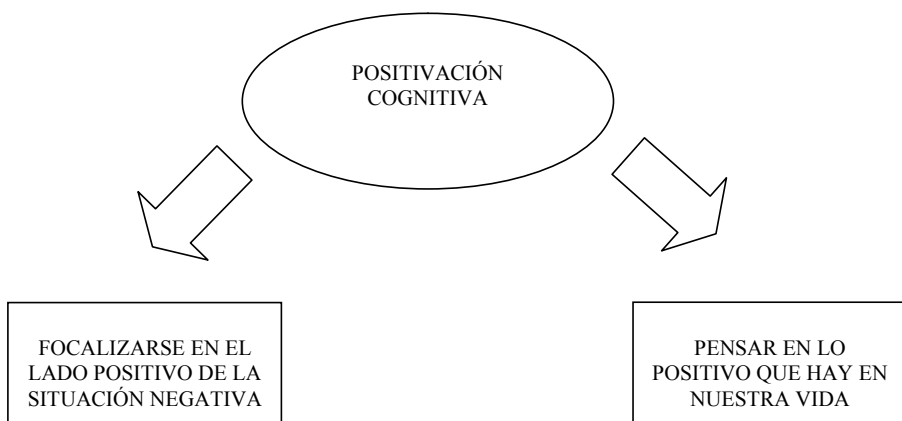 POSITIVACIÓN
COGNITIVA
FOCALIZARSE EN EL
LADO POSITIVO DE LA
SITUACIÓN NEGATIVA
PENSAR EN LO
POSITIVO QUE HAY EN
NUESTRA VIDA